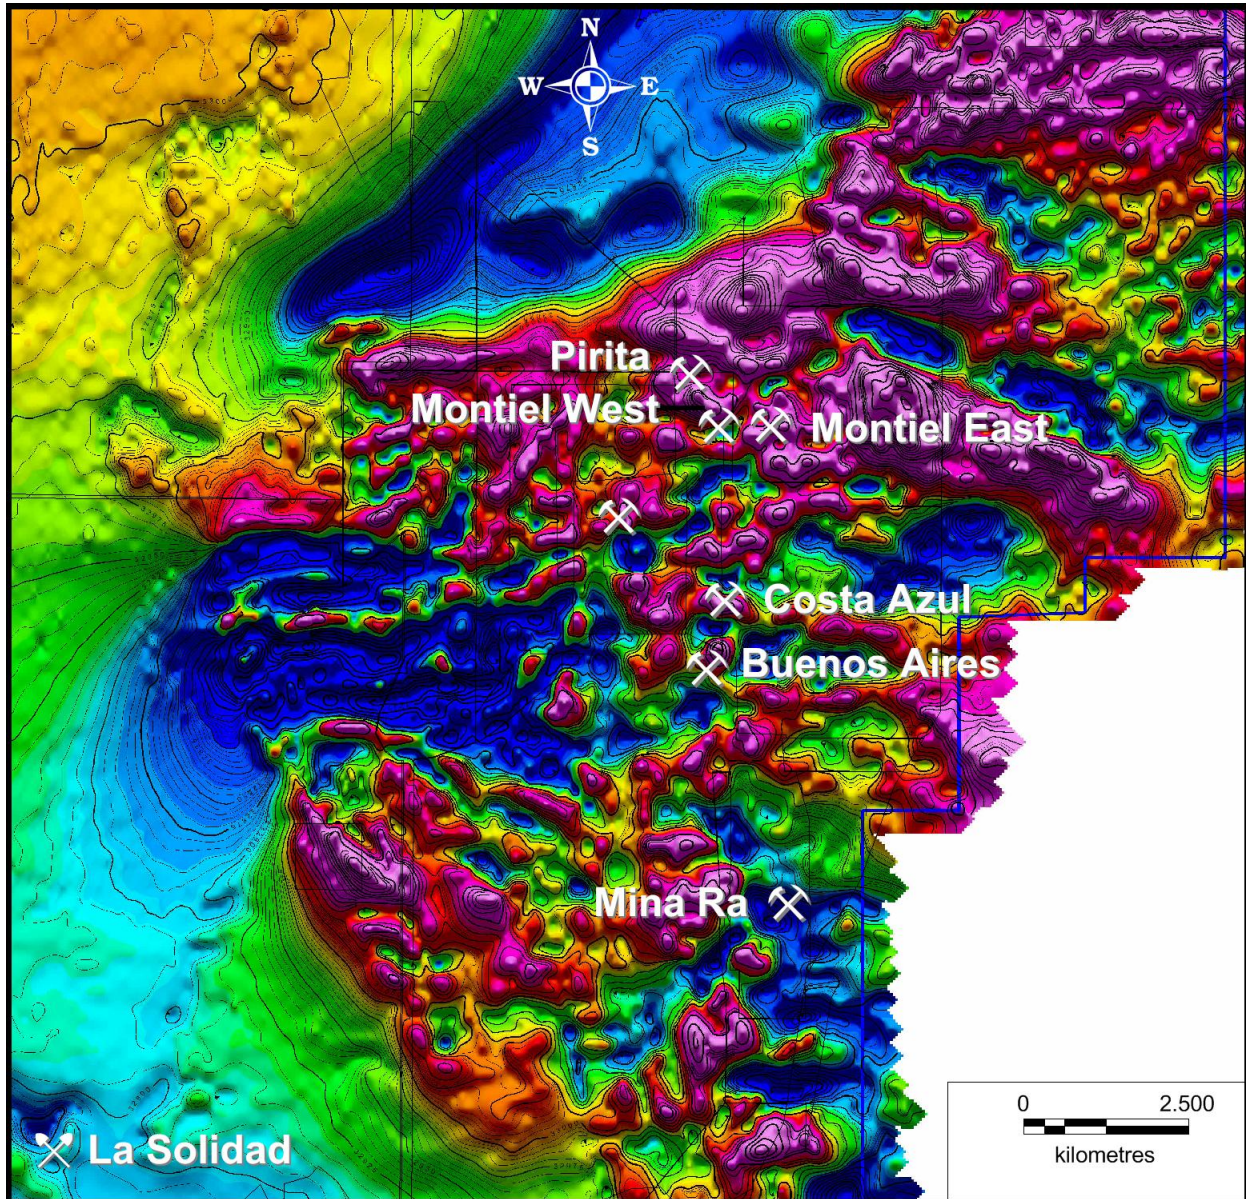 N
W E
S
Pirita
Montiel West
Montiel East
Costa Azul
Buenos Aires
Mina Ra
La Solidad
0 2.500
kilometres